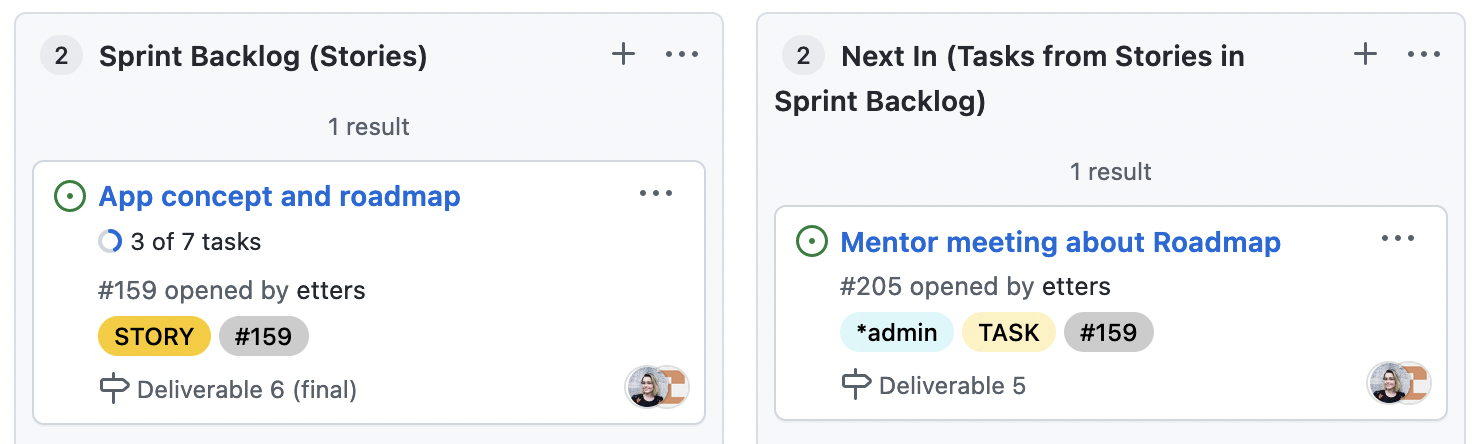 2 Sprint Backlog (Stories)
1 result
App concept and roadmap
3 of 7 tasks
#159 opened by etters
STORY #159
Deliverable 6 (final)
2 Next In (Tasks from Stories in
Sprint Backlog)
1 result
Mentor meeting about Roadmap
#205 opened by etters
*admin TASK #159
Deliverable 5